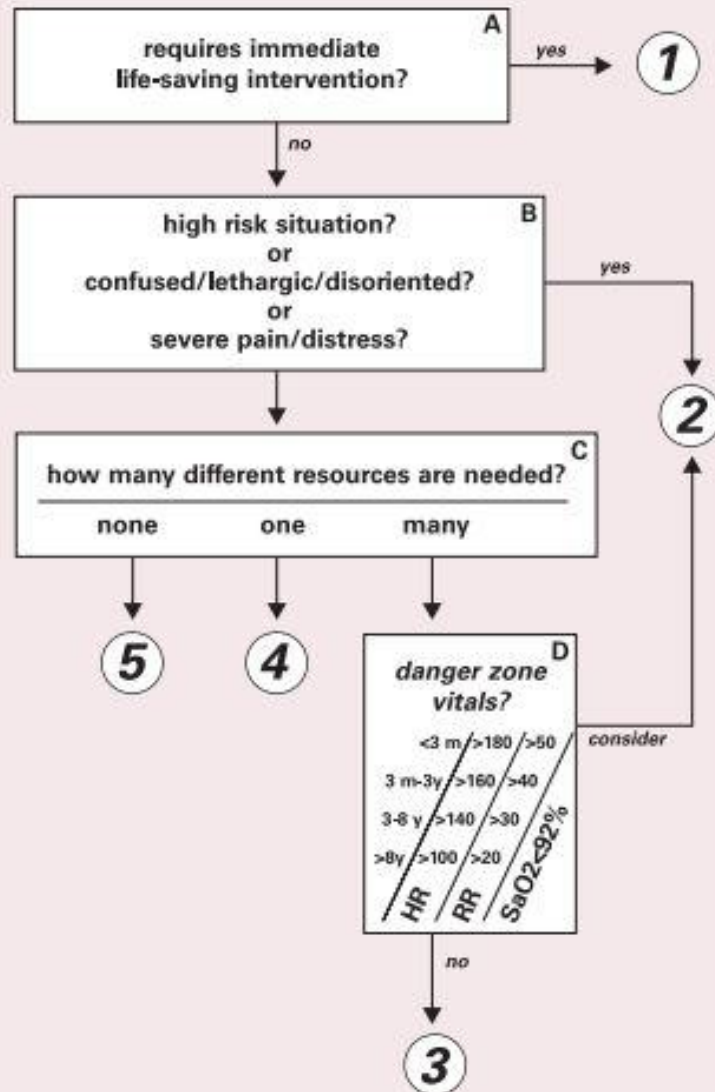 A
requires immediate
life-saving intervention?
yes
1
no
B
high risk situation?
or
confused/lethargic/disoriented?
or
severe pain/distress?
yes
2
C
how many different resources are needed?
none one many
5 4
D
danger zone
vitals?
<3 m >180 >50
3 m-3y >160 >40
3-8 y >140 >30
>8y >100 >20
HR RR SaO2<92%
consider
no
3